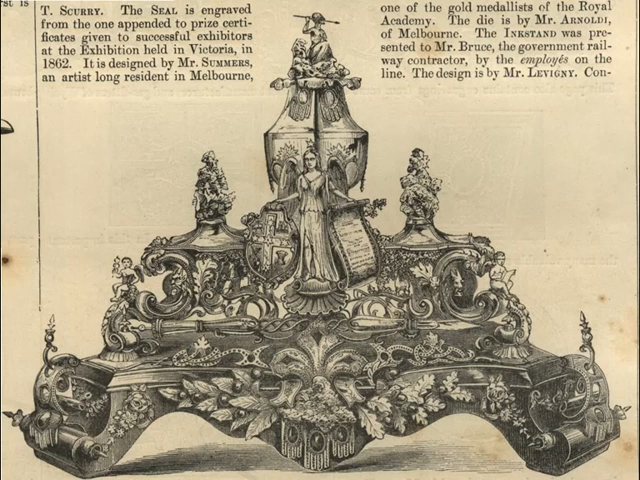 T. SCURRY. The SEAL is engraved
from the one appended to prize certi-
ficates given to successful exhibitors
at the Exhibition held in Victoria, in
1862. It is designed by Mr. SUMMERS,
an artist long resident in Melbourne,
one of the gold medallists of the Royal
Academy. The die is by Mr. ARNOLDI,
of Melbourne. The INKSTAND was pre-
sented to Mr. Bruce, the government rail-
way contractor, by the employés on the
line. The design is by Mr. LEVIGNY. Con-